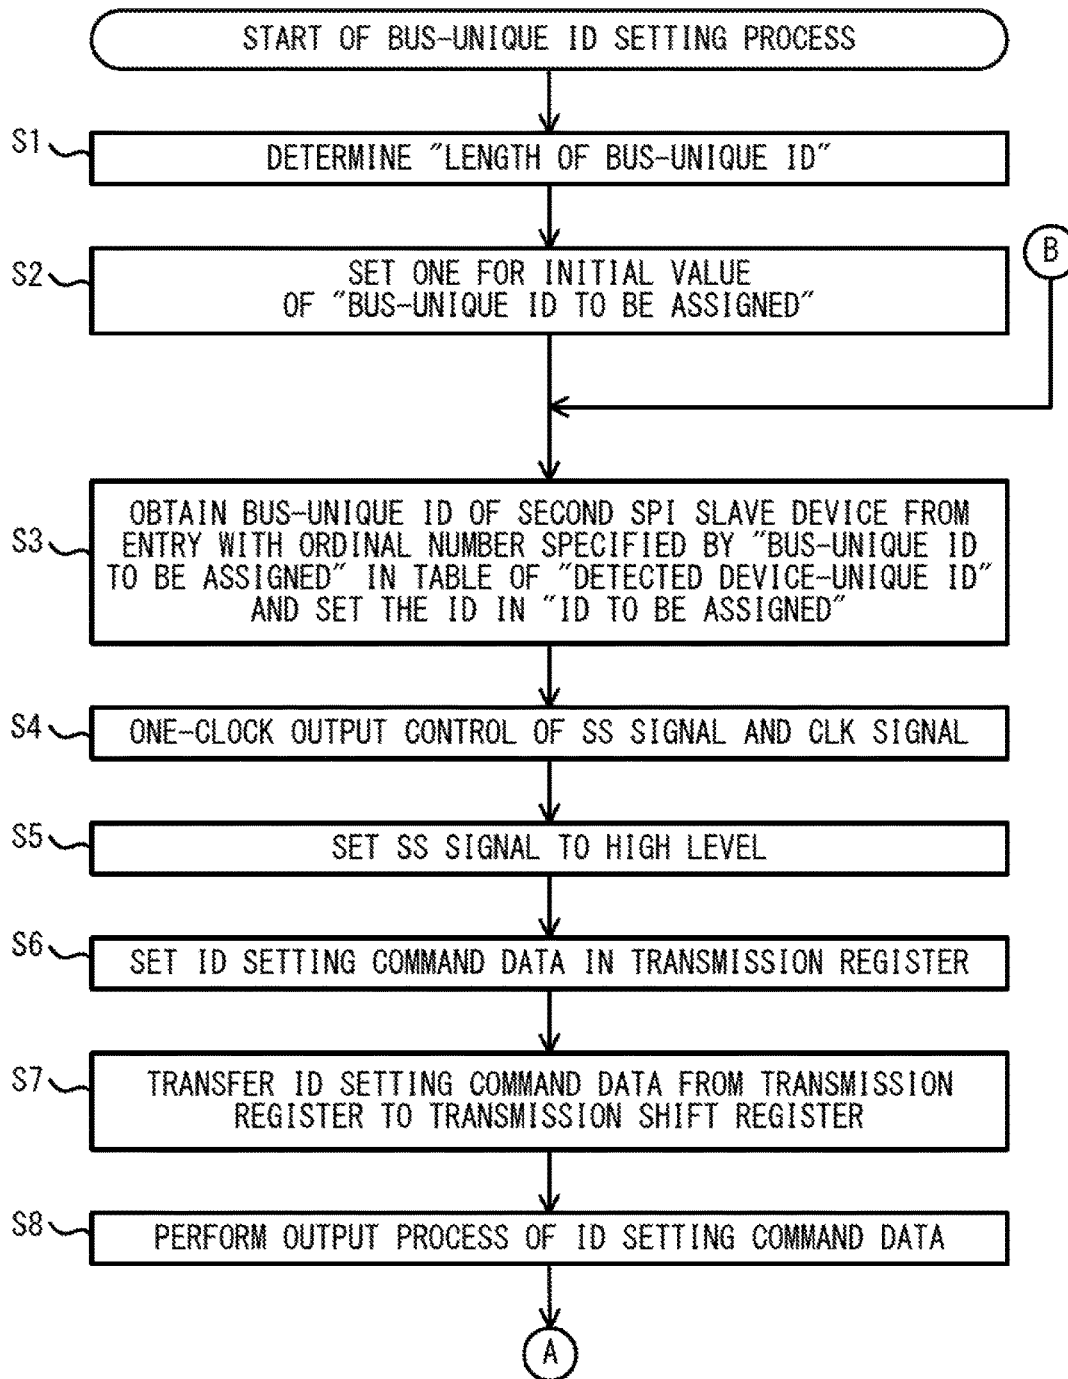 START OF BUS-UNIQUE ID SETTING PROCESS
S1
DETERMINE "LENGTH OF BUS-UNIQUE ID"
B
S2
SET ONE FOR INITIAL VALUE
OF "BUS-UNIQUE ID TO BE ASSIGNED"
S3
OBTAIN BUS-UNIQUE ID OF SECOND SPI SLAVE DEVICE FROM
ENTRY WITH ORDINAL NUMBER SPECIFIED BY "BUS-UNIQUE ID
TO BE ASSIGNED" IN TABLE OF "DETECTED DEVICE-UNIQUE ID"
AND SET THE ID IN "ID TO BE ASSIGNED"
S4
ONE-CLOCK OUTPUT CONTROL OF SS SIGNAL AND CLK SIGNAL
S5
SET SS SIGNAL TO HIGH LEVEL
S6
SET ID SETTING COMMAND DATA IN TRANSMISSION REGISTER
S7
TRANSFER ID SETTING COMMAND DATA FROM TRANSMISSION
REGISTER TO TRANSMISSION SHIFT REGISTER
S8
PERFORM OUTPUT PROCESS OF ID SETTING COMMAND DATA
A